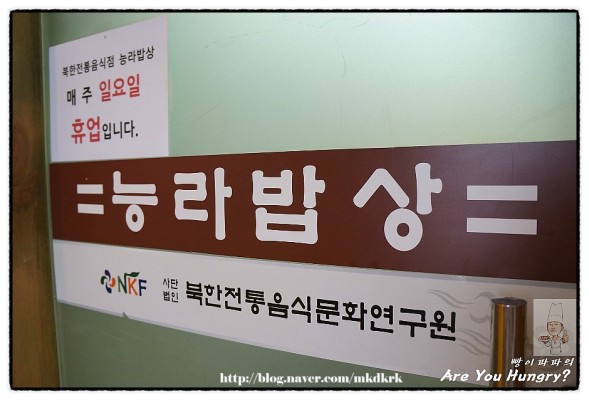 북한전통음식점 능라밥상
매 주 일요일
휴업입니다.
=능라밥상=
NKF 사단법인 북한전통음식문화연구원
빵이파파의
http://blog.naver.com/mkdkrk
Are You Hungry?